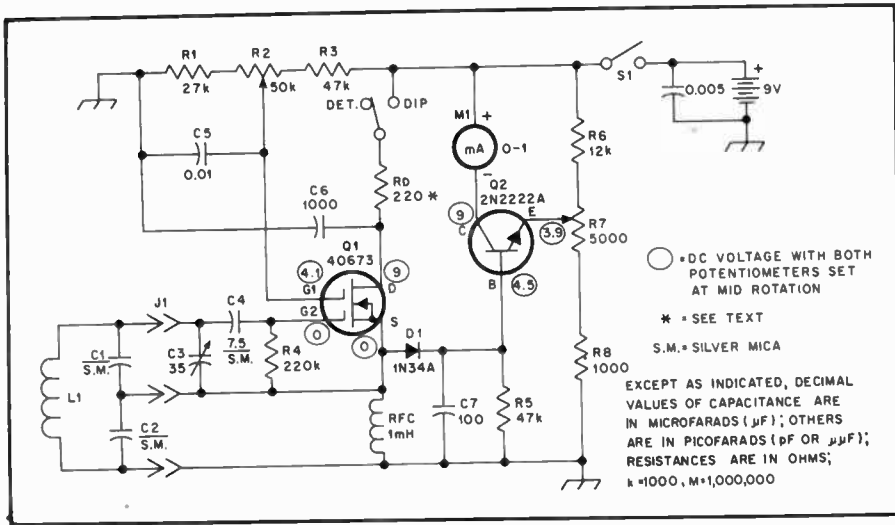 R1
27k
R2
50k
R3
47k
S1
0.005
+
9V
DET.
DIP
M1
+
mA
0-1
-
R6
12k
C5
0.01
C6
1000
RD
220 *
Q2
2N2222A
9
C
E
3.9
B
4.5
R7
5000
= DC VOLTAGE WITH BOTH
POTENTIOMETERS SET
AT MID ROTATION
* = SEE TEXT
S.M.= SILVER MICA
Q1
40673
4.1
9
G1
D
G2
S
0
0
J1
C4
7.5
S.M.
C1
S.M.
C3
35
R4
220k
L1
C2
S.M.
D1
1N34A
RFC
1mH
C7
100
R5
47k
R8
1000
EXCEPT AS INDICATED, DECIMAL
VALUES OF CAPACITANCE ARE
IN MICROFARADS (µF); OTHERS
ARE IN PICOFARADS (pF OR µµF);
RESISTANCES ARE IN OHMS;
k=1000, M=1,000,000